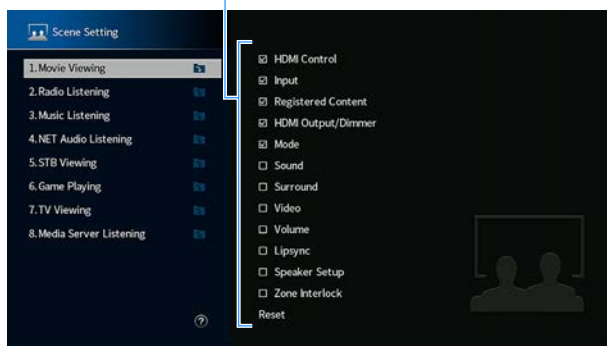 Scene Setting
1.Movie Viewing
2.Radio Listening
3.Music Listening
4.NET Audio Listening
5.STB Viewing
6.Game Playing
7.TV Viewing
8.Media Server Listening
?
HDMI Control
Input
Registered Content
HDMI Output/Dimmer
Mode
Sound
Surround
Video
Volume
Lipsync
Speaker Setup
Zone Interlock
Reset